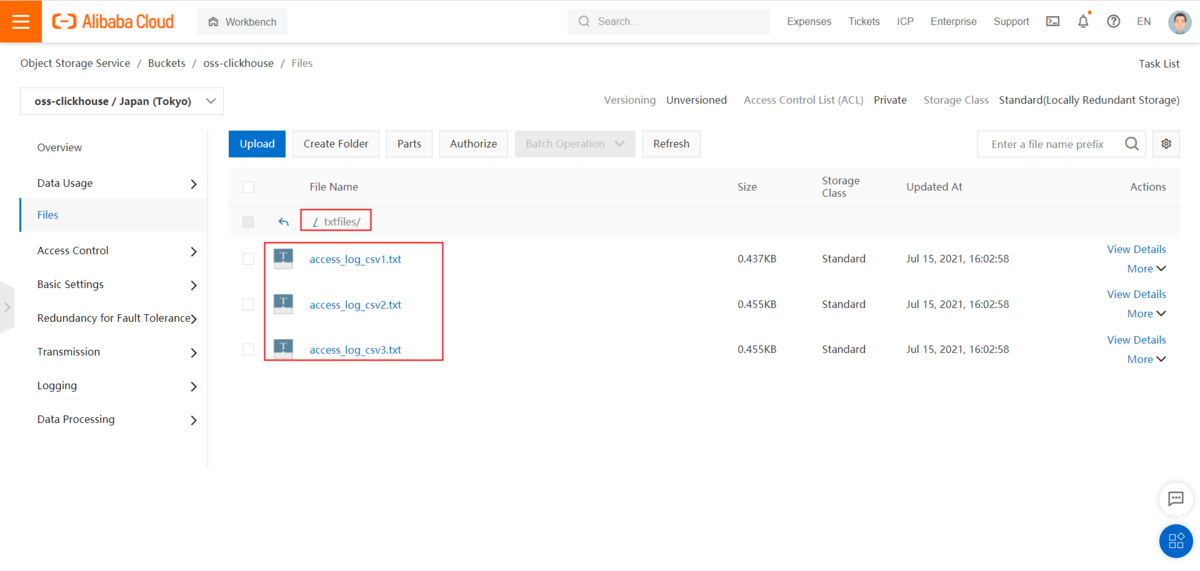 Alibaba Cloud
Workbench
Search...
Expenses
Tickets
ICP
Enterprise
Support
EN
Object Storage Service / Buckets / oss-clickhouse / Files
Task List
oss-clickhouse / Japan (Tokyo)
Versioning Unversioned Access Control List (ACL) Private Storage Class Standard(Locally Redundant Storage)
Overview
Data Usage
Files
Access Control
Basic Settings
Redundancy for Fault Tolerance
Transmission
Logging
Data Processing
Upload
Create Folder
Parts
Authorize
Batch Operation
Refresh
Enter a file name prefix
File Name
Size
Storage
Class
Updated At
Actions
/ txtfiles/
T
access_log_csv1.txt
0.437KB
Standard
Jul 15, 2021, 16:02:58
View Details
More
T
access_log_csv2.txt
0.455KB
Standard
Jul 15, 2021, 16:02:58
View Details
More
T
access_log_csv3.txt
0.455KB
Standard
Jul 15, 2021, 16:02:58
View Details
More